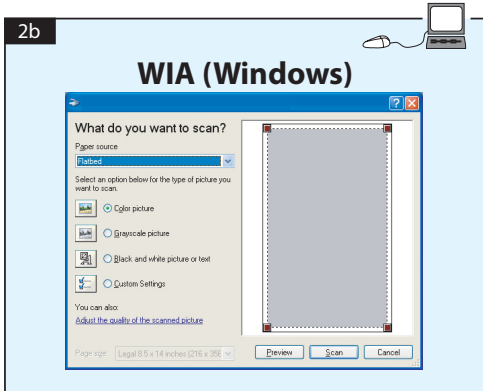 2b
WIA (Windows)
What do you want to scan?
Paper source
Flatbed
Select an option below for the type of picture you
want to scan.
Color picture
Grayscale picture
Black and white picture or text
Custom Settings
You can also:
Adjust the quality of the scanned picture
Page size: Legal 8.5 x 14 inches (216 x 356
Preview Scan Cancel